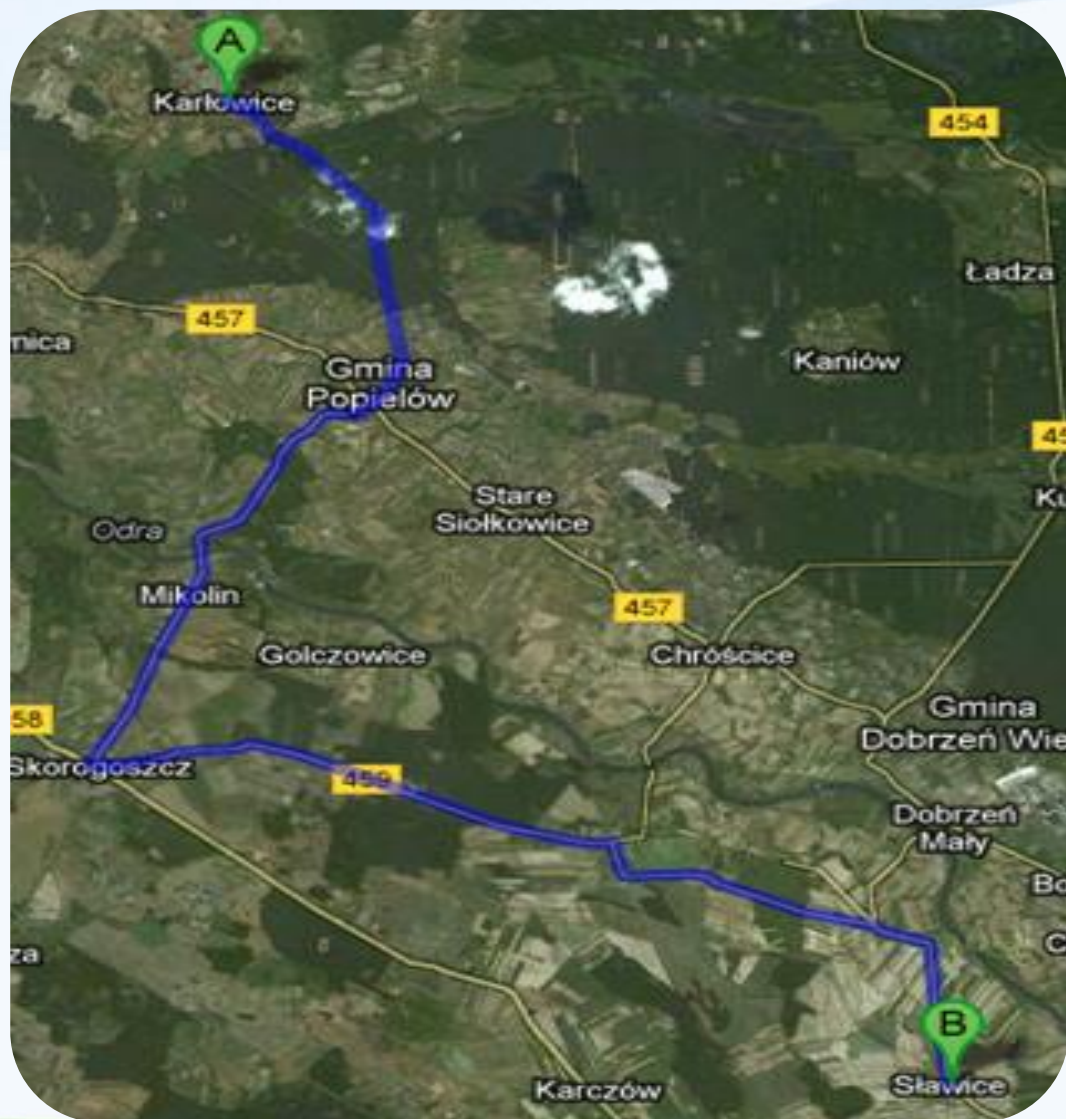 A
Karłowice
454
Ładza
457
Kaniów
Gmina
Popielów
Stare
Siołkowice
Odra
Mikolin
457
Golczowice
Chróścice
Gmina
Dobrzeń Wie
58
Skorogoszcz
459
Dobrzeń
Mały
B
Sławice
Karczów